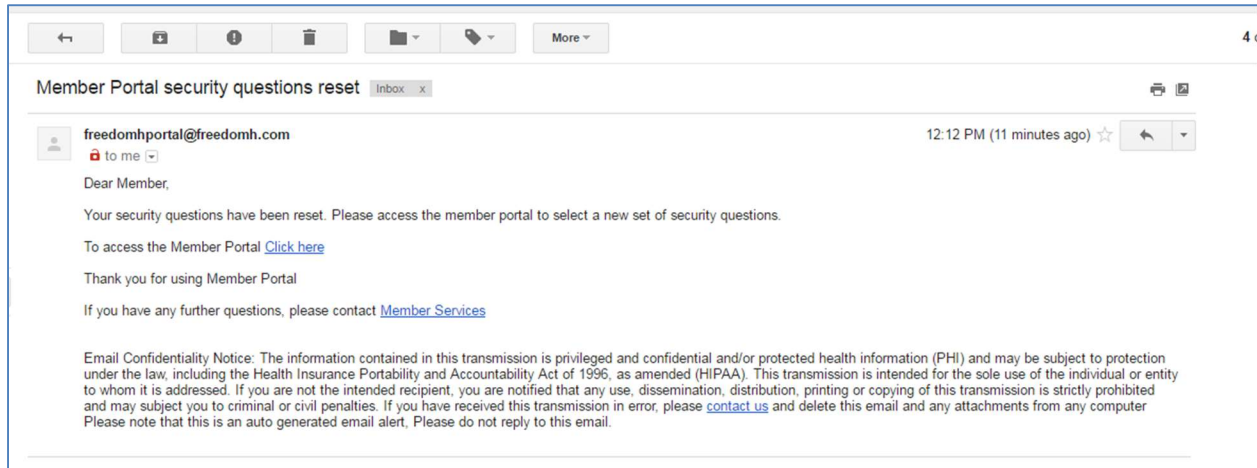 More
4
Member Portal security questions reset Inbox x
freedomhportal@freedomh.com 12:12 PM (11 minutes ago)
to me
Dear Member,
Your security questions have been reset. Please access the member portal to select a new set of security questions.
To access the Member Portal Click here
Thank you for using Member Portal
If you have any further questions, please contact Member Services
Email Confidentiality Notice: The information contained in this transmission is privileged and confidential and/or protected health information (PHI) and may be subject to protection
under the law, including the Health Insurance Portability and Accountability Act of 1996, as amended (HIPAA). This transmission is intended for the sole use of the individual or entity
to whom it is addressed. If you are not the intended recipient, you are notified that any use, dissemination, distribution, printing or copying of this transmission is strictly prohibited
and may subject you to criminal or civil penalties. If you have received this transmission in error, please contact us and delete this email and any attachments from any computer
Please note that this is an auto generated email alert, Please do not reply to this email.